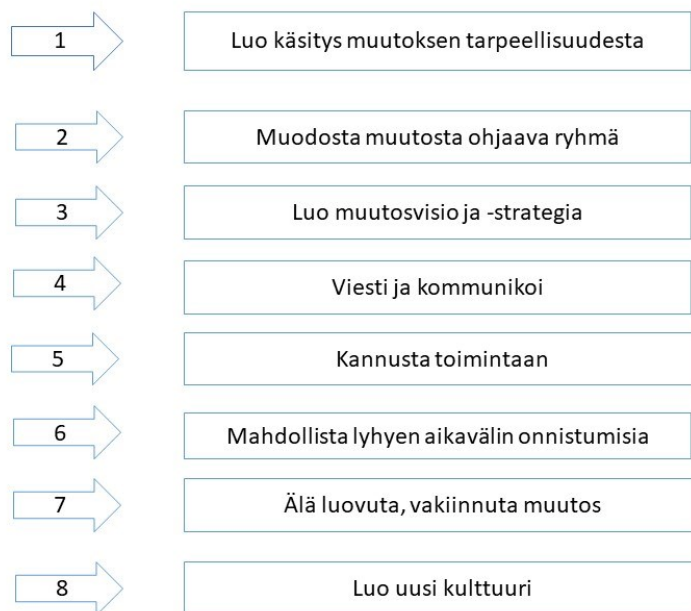 1 Luo käsitys muutoksen tarpeellisuudesta
2 Muodosta muutosta ohjaava ryhmä
3 Luo muutosvisio ja -strategia
4 Viesti ja kommunikoi
5 Kannusta toimintaan
6 Mahdollista lyhyen aikavälin onnistumisia
7 Älä luovuta, vakiinnuta muutos
8 Luo uusi kulttuuri